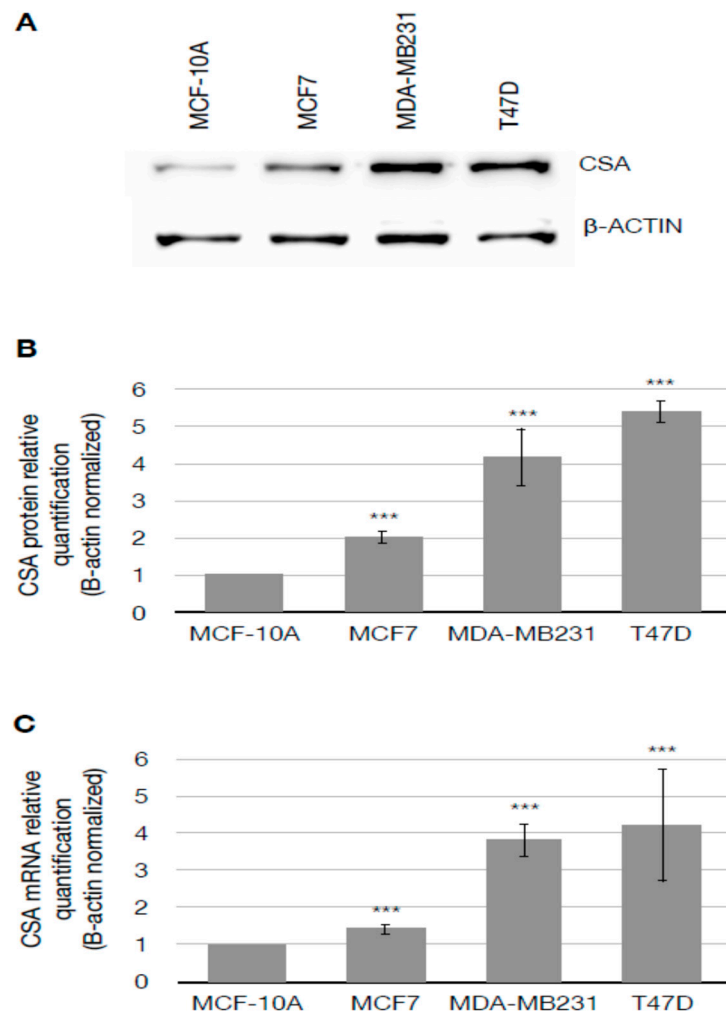 A
MCF-10A
MCF7
MDA-MB231
T47D
CSA
β-ACTIN
B
CSA protein relative
quantification
(B-actin normalized)
6
5
4
3
2
1
0
***
***
***
MCF-10A MCF7 MDA-MB231 T47D
C
CSA mRNA relative
quantification
(B-actin normalized)
6
5
4
3
2
1
0
***
***
***
MCF-10A MCF7 MDA-MB231 T47D